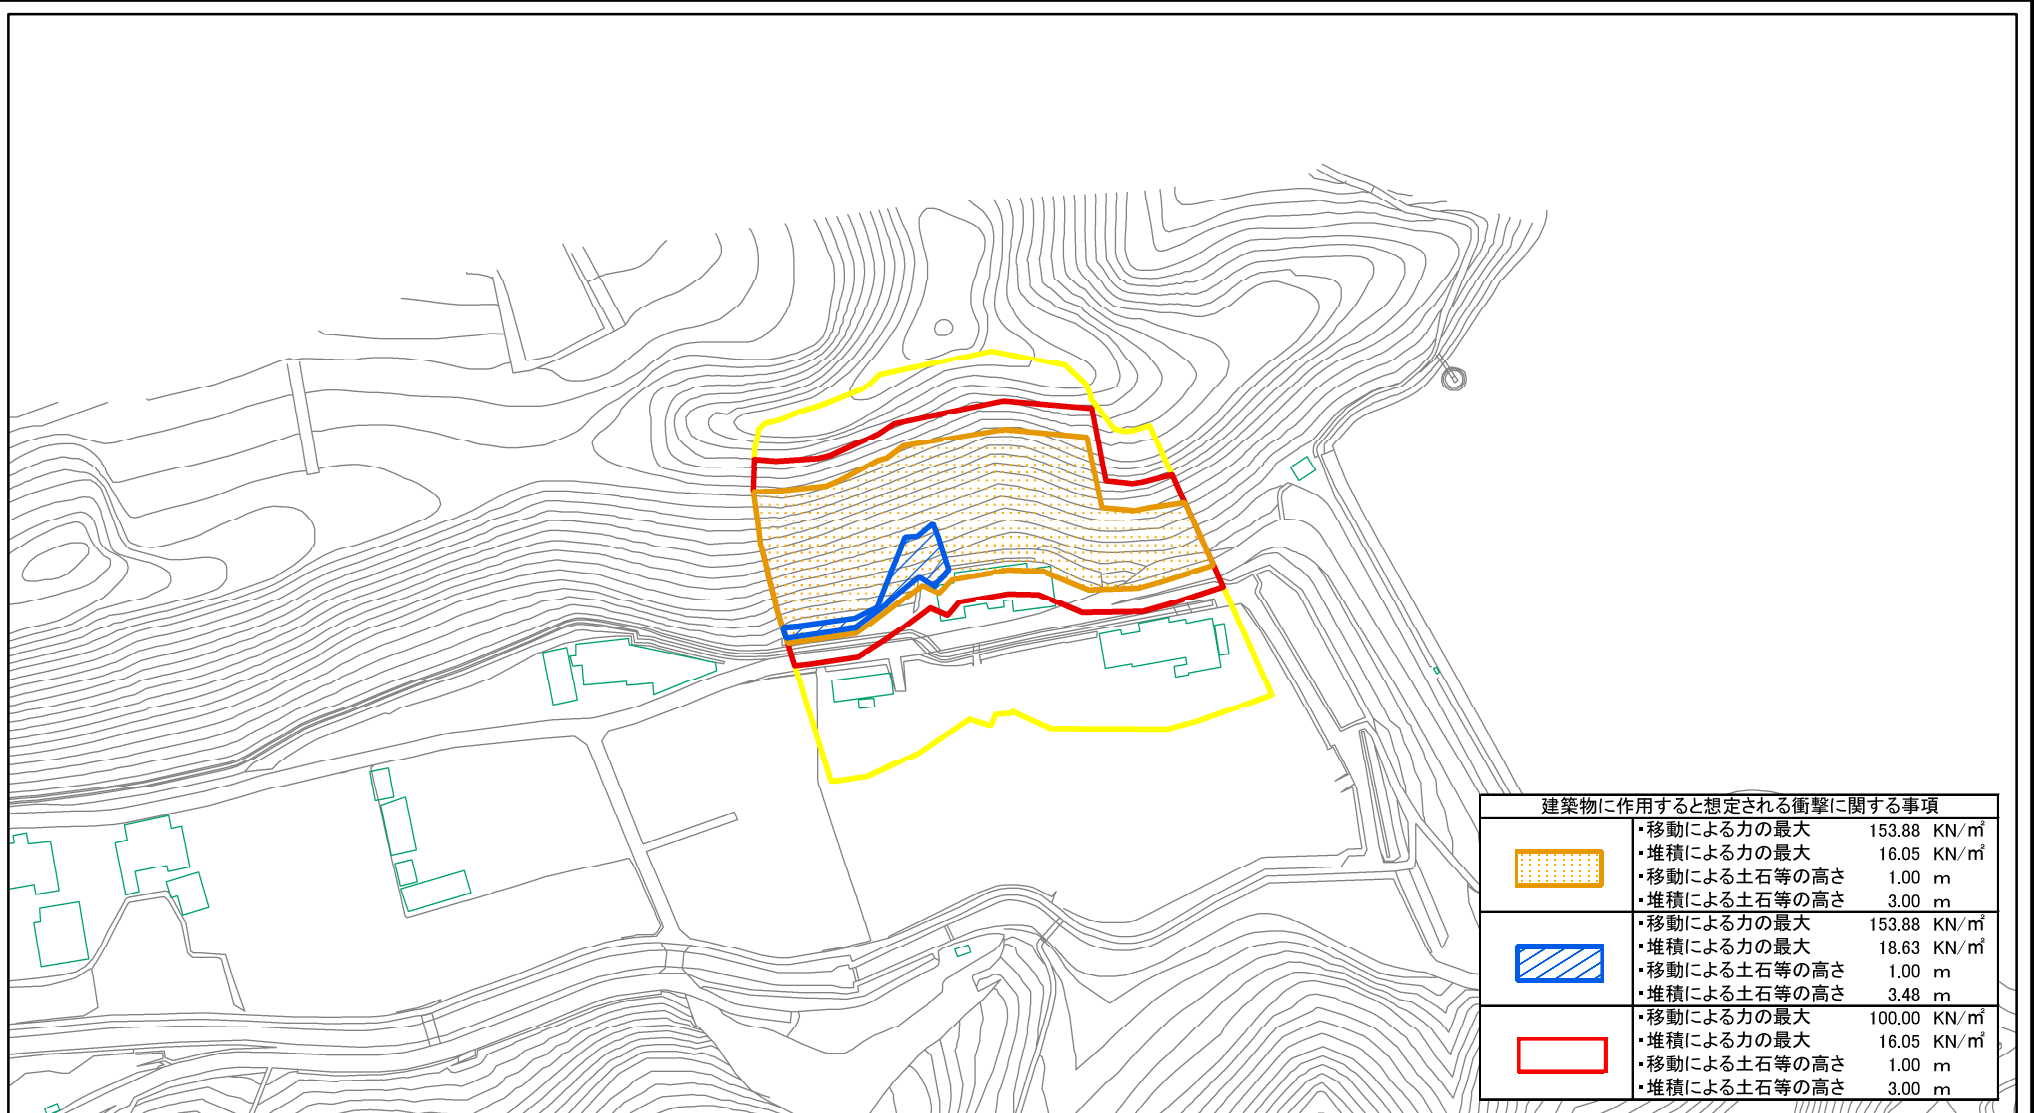 建築物に作用すると想定される衝撃に関する事項
・移動による力の最大 153.88 KN/㎡
・堆積による力の最大 16.05 KN/㎡
・移動による土石等の高さ 1.00 m
・堆積による土石等の高さ 3.00 m
・移動による力の最大 153.88 KN/㎡
・堆積による力の最大 18.63 KN/㎡
・移動による土石等の高さ 1.00 m
・堆積による土石等の高さ 3.48 m
・移動による力の最大 100.00 KN/㎡
・堆積による力の最大 16.05 KN/㎡
・移動による土石等の高さ 1.00 m
・堆積による土石等の高さ 3.00 m